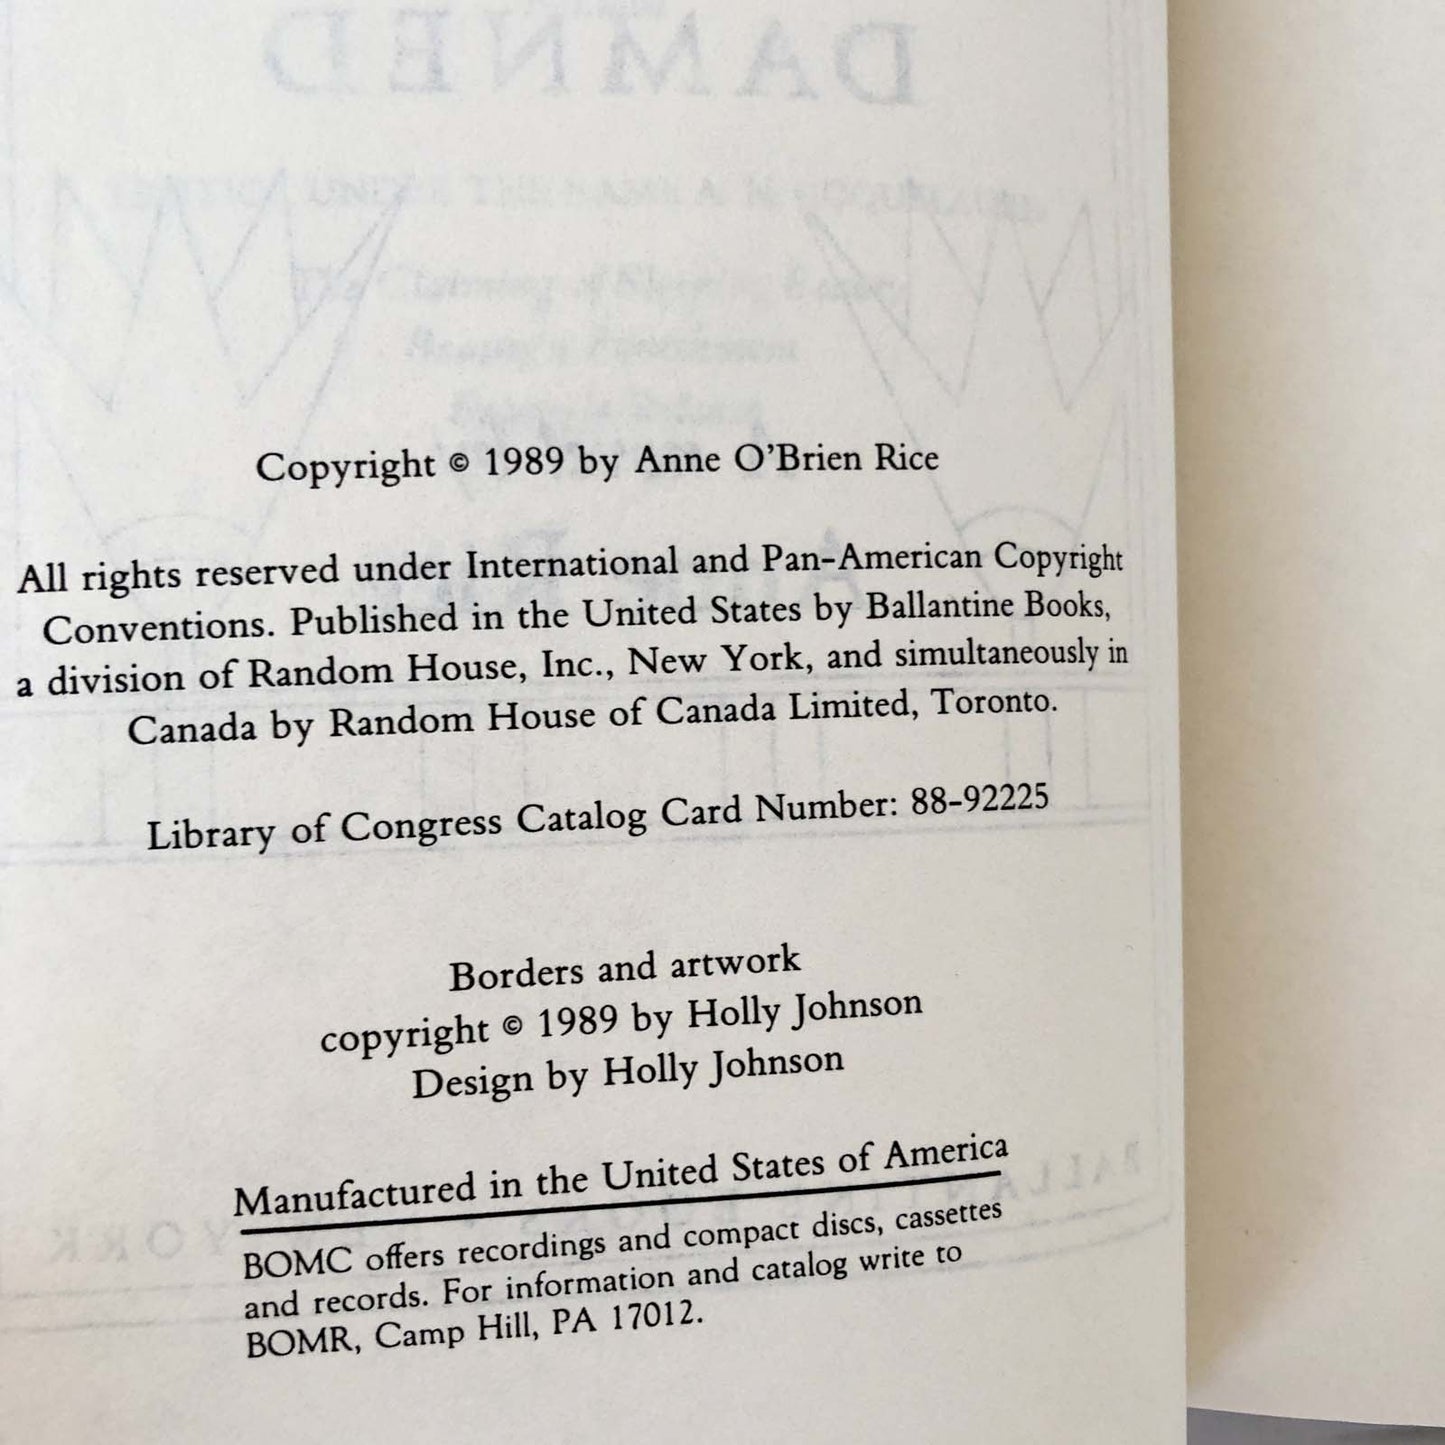 DAMNED
Copyright © 1989 by Anne O'Brien Rice
All rights reserved under International and Pan-American Copyright
Conventions. Published in the United States by Ballantine Books,
a division of Random House, Inc., New York, and simultaneously in
Canada by Random House of Canada Limited, Toronto.
Library of Congress Catalog Card Number: 88-92225
Borders and artwork
copyright © 1989 by Holly Johnson
Design by Holly Johnson
Manufactured in the United States of America
BOMC offers recordings and compact discs, cassettes
and records. For information and catalog write to
BOMR, Camp Hill, PA 17012.